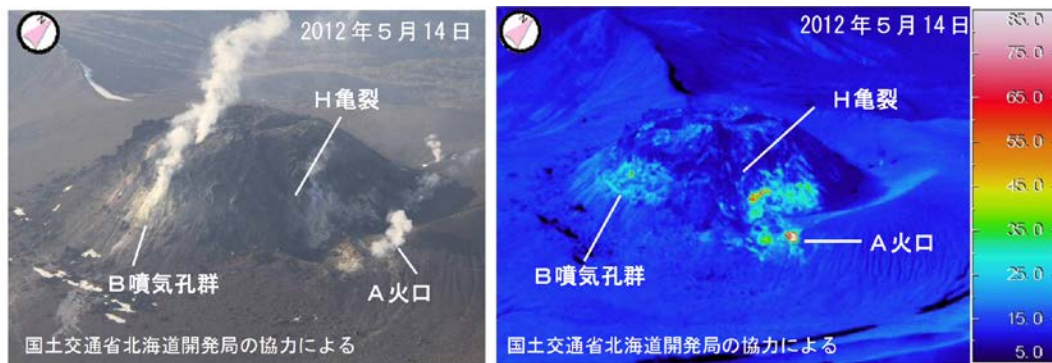 2012年5月14日
H亀裂
B噴気孔群
A火口
国土交通省北海道開発局の協力による
2012年5月14日
H亀裂
A火口
B噴気孔群
国土交通省北海道開発局の協力による
85.0
75.0
65.0
55.0
45.0
35.0
25.0
15.0
5.0